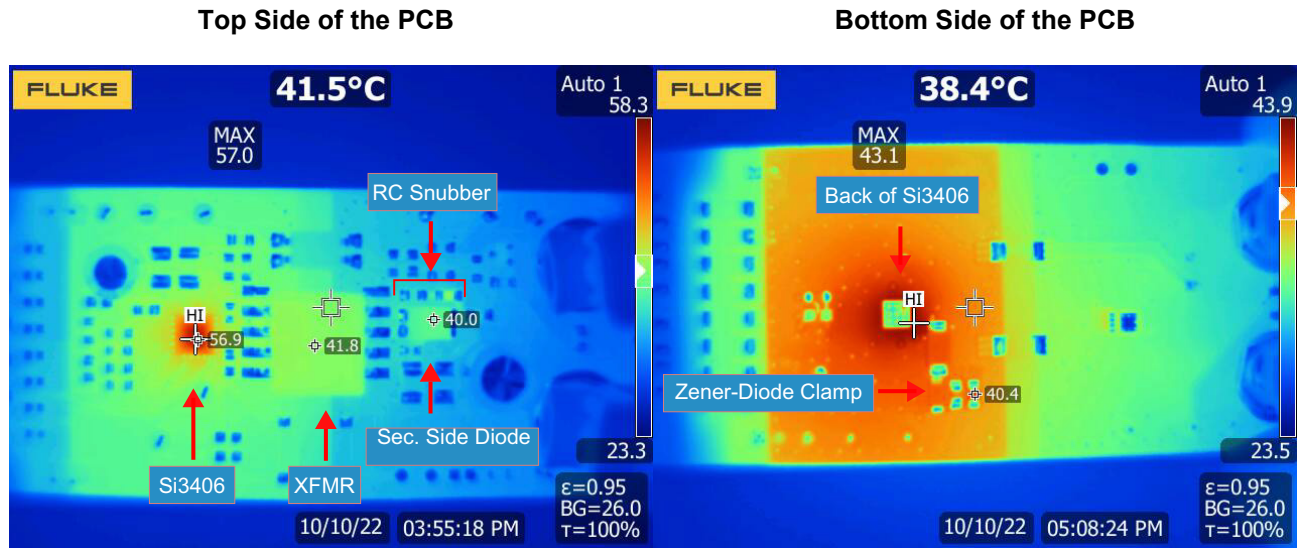 Top Side of the PCB
Bottom Side of the PCB
FLUKE
41.5°C
Auto 1
58.3
MAX
57.0
RC Snubber
HI
56.9
41.8
40.0
Sec. Side Diode
Si3406
XFMR
23.3
ε=0.95
BG=26.0
τ=100%
10/10/22 03:55:18 PM
FLUKE
38.4°C
Auto 1
43.9
MAX
43.1
Back of Si3406
HI
Zener-Diode Clamp
40.4
23.5
ε=0.95
BG=26.0
τ=100%
10/10/22 05:08:24 PM